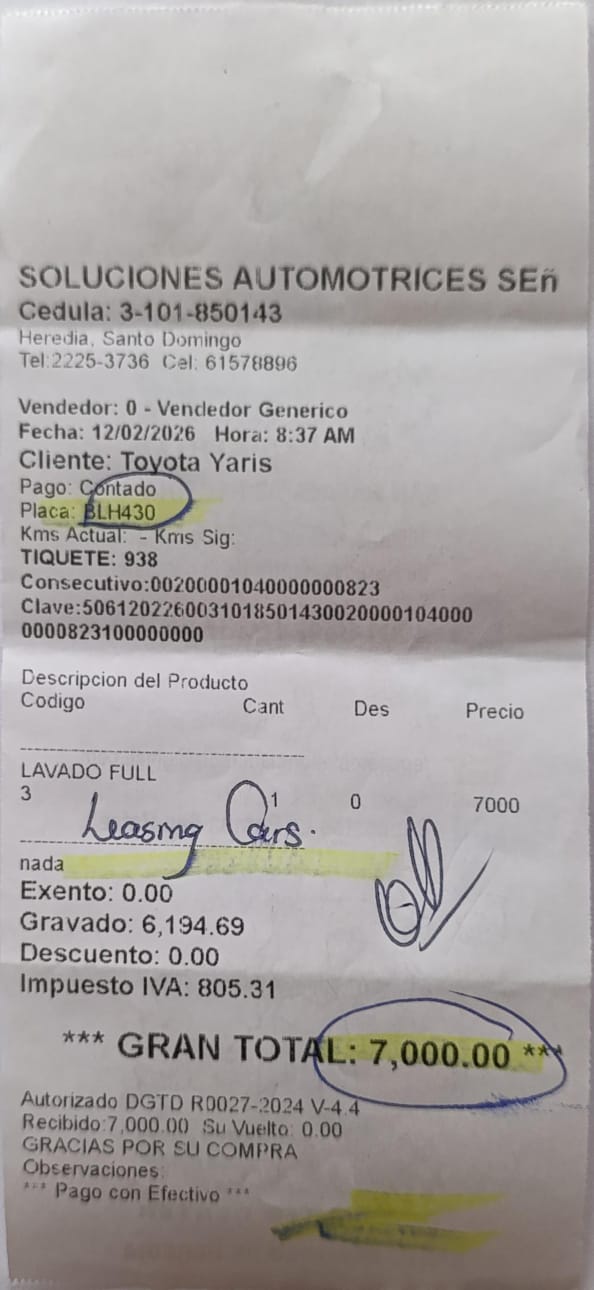 SOLUCIONES AUTOMOTRICES SEñ
Cedula: 3-101-850143
Heredia, Santo Domingo
Tel:2225-3736 Cel: 61578896
Vendedor: 0 - Vendedor Generico
Fecha: 12/02/2026 Hora: 8:37 AM
Cliente: Toyota Yaris
Pago: Contado
Placa: BLH430
Kms Actual: - Kms Sig:
TIQUETE: 938
Consecutivo:00200001040000000823
Clave:5061202260031018501430020000104000
0000823100000000
Descripcion del Producto
Codigo Cant Des Precio
LAVADO FULL
3 1 0 7000
Leasing Cars.
nada
Exento: 0.00
Gravado: 6,194.69
Descuento: 0.00
Impuesto IVA: 805.31
*** GRAN TOTAL: 7,000.00 ***
Autorizado DGTD R0027-2024 V-4.4
Recibido:7,000.00 Su Vuelto: 0.00
GRACIAS POR SU COMPRA
Observaciones:
*** Pago con Efectivo ***